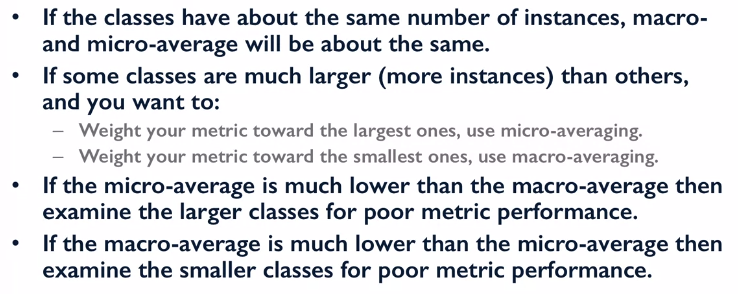 • If the classes have about the same number of instances, macro-
and micro-average will be about the same.
• If some classes are much larger (more instances) than others,
and you want to:
– Weight your metric toward the largest ones, use micro-averaging.
– Weight your metric toward the smallest ones, use macro-averaging.
• If the micro-average is much lower than the macro-average then
examine the larger classes for poor metric performance.
• If the macro-average is much lower than the micro-average then
examine the smaller classes for poor metric performance.